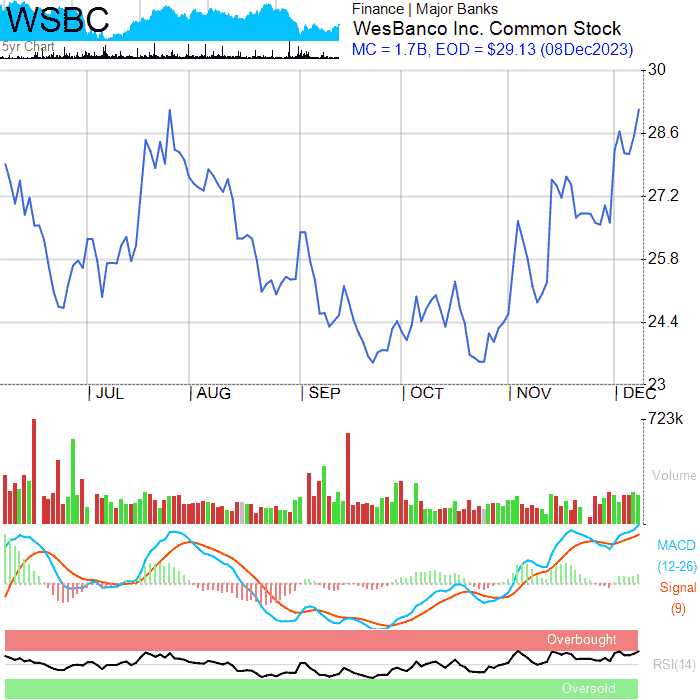 WSBC
5yr Chart
Finance | Major Banks
WesBanco Inc. Common Stock
MC = 1.7B, EOD = $29.13 (08Dec2023)
30
28.6
27.2
25.8
24.4
23
JUL AUG SEP OCT NOV DEC
723k
Volume
MACD
(12-26)
Signal
(9)
Overbought
RSI(14)
Oversold